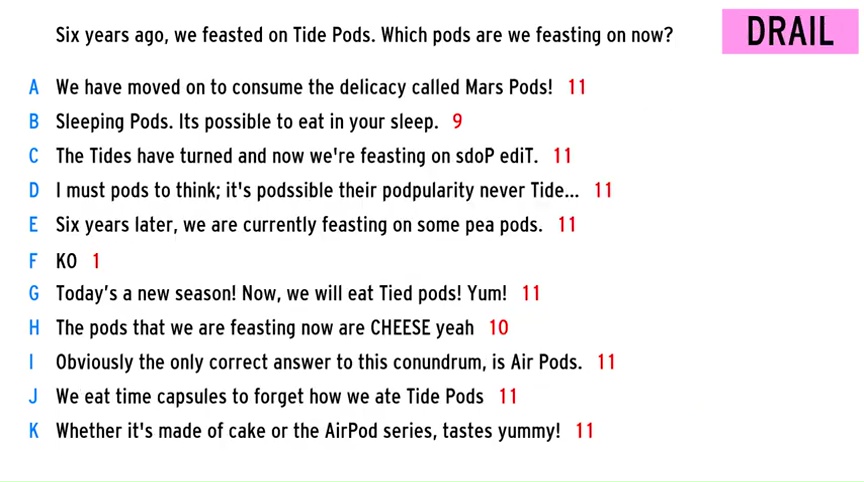 Six years ago, we feasted on Tide Pods. Which pods are we feasting on now?
DRAIL
A We have moved on to consume the delicacy called Mars Pods! 11
B Sleeping Pods. Its possible to eat in your sleep. 9
C The Tides have turned and now we're feasting on sdoP ediT. 11
D I must pods to think; it's podssible their podpularity never Tide... 11
E Six years later, we are currently feasting on some pea pods. 11
F KO 1
G Today’s a new season! Now, we will eat Tied pods! Yum! 11
H The pods that we are feasting now are CHEESE yeah 10
I Obviously the only correct answer to this conundrum, is Air Pods. 11
J We eat time capsules to forget how we ate Tide Pods 11
K Whether it's made of cake or the AirPod series, tastes yummy! 11